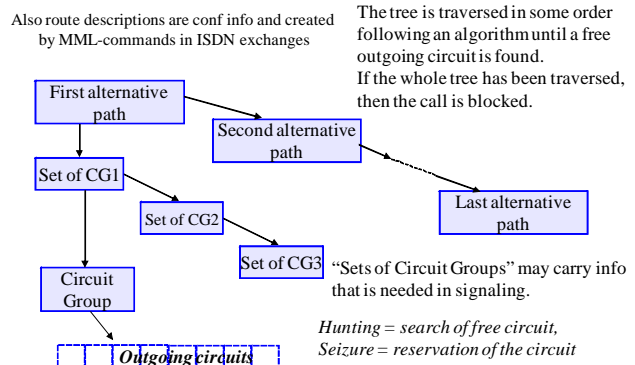 Also route descriptions are conf info and created
by MML-commands in ISDN exchanges
The tree is traversed in some order
following an algorithm until a free
outgoing circuit is found.
If the whole tree has been traversed,
then the call is blocked.
First alternative
path
Second alternative
path
Last alternative
path
Set of CG1
Set of CG2
Set of CG3
Circuit
Group
"Sets of Circuit Groups" may carry info
that is needed in signaling.
Hunting = search of free circuit,
Seizure = reservation of the circuit
Outgoing circuits